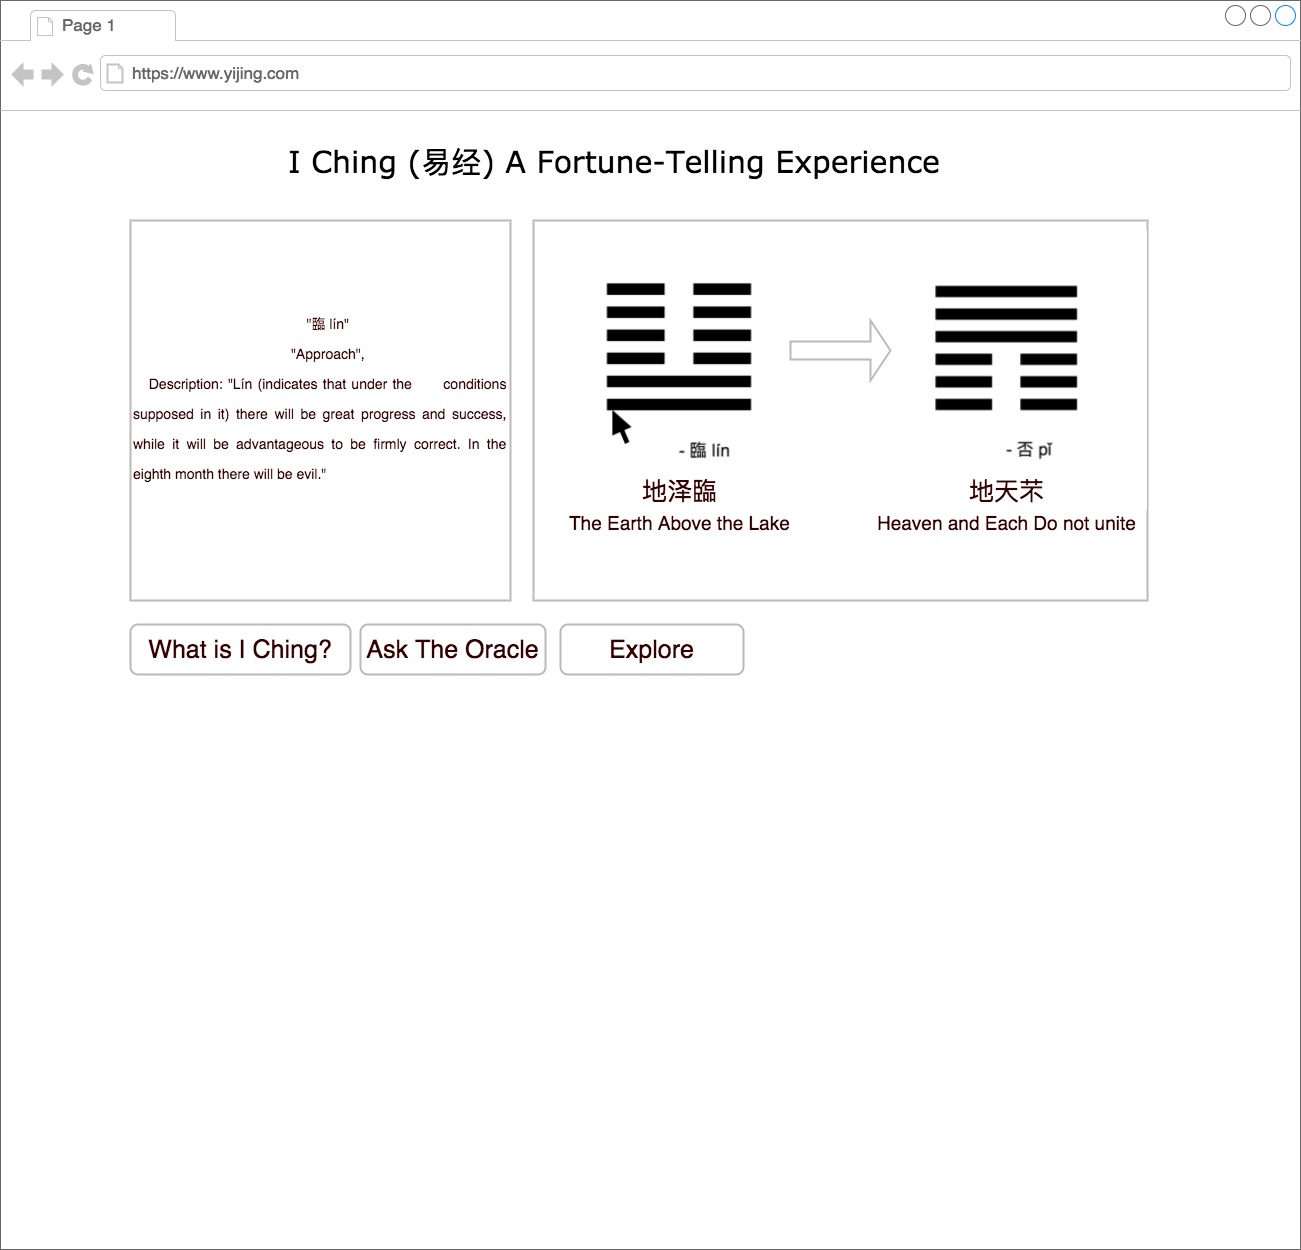 Page 1
https://www.yijing.com
I Ching (易经) A Fortune-Telling Experience
"臨 lín"
"Approach",
Description: "Lín (indicates that under the conditions
supposed in it) there will be great progress and success,
while it will be advantageous to be firmly correct. In the
eighth month there will be evil."
- 臨 lín
地泽臨
The Earth Above the Lake
- 否 pǐ
地天芣
Heaven and Each Do not unite
What is I Ching?
Ask The Oracle
Explore